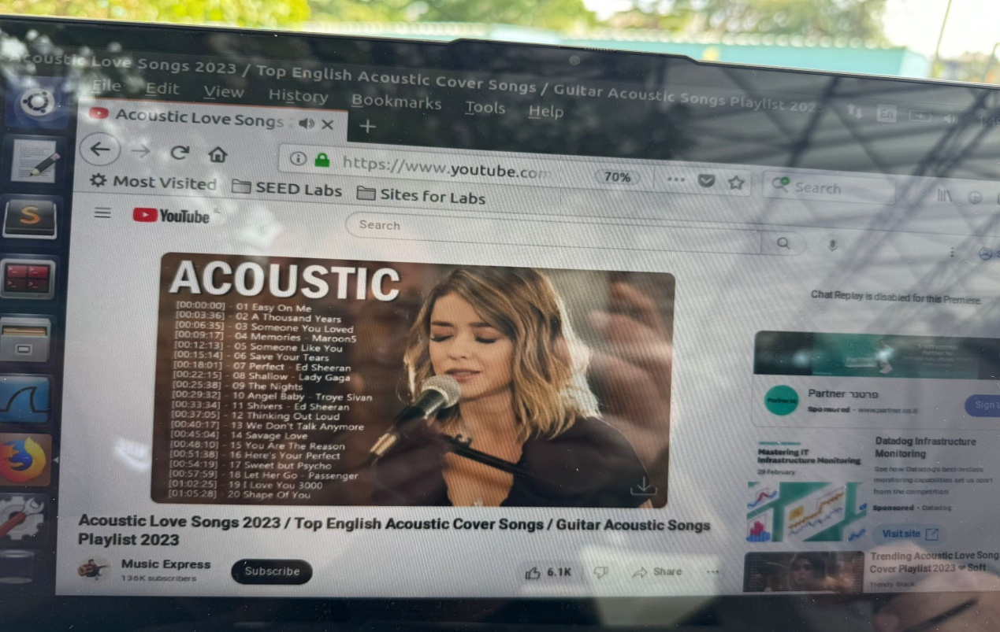 Acoustic Love Songs 2023 / Top English Acoustic Cover Songs / Guitar Acoustic Songs Playlist 202
File Edit View History Bookmarks Tools Help
En
Acoustic Love Songs
https://www.youtube.com
70%
Search
Most Visited
SEED Labs
Sites for Labs
YouTube
Search
ACOUSTIC
[00:00:00] - 01 Easy On Me
[00:03:36] - 02 A Thousand Years
[00:06:35] - 03 Someone You Loved
[00:09:17] - 04 Memories - Maroon5
[00:12:13] - 05 Someone Like You
[00:15:14] - 06 Save Your Tears
[00:18:01] - 07 Perfect - Ed Sheeran
[00:22:15] - 08 Shallow - Lady Gaga
[00:25:38] - 09 The Nights
[00:29:32] - 10 Angel Baby - Troye Sivan
[00:33:34] - 11 Shivers - Ed Sheeran
[00:37:05] - 12 Thinking Out Loud
[00:40:17] - 13 We Don't Talk Anymore
[00:45:04] - 14 Savage Love
[00:48:10] - 15 You Are The Reason
[00:51:38] - 16 Here's Your Perfect
[00:54:19] - 17 Sweet but Psycho
[00:57:59] - 18 Let Her Go - Passenger
[01:02:25] - 19 I Love You 3000
[01:05:28] - 20 Shape Of You
Acoustic Love Songs 2023 / Top English Acoustic Cover Songs / Guitar Acoustic Songs
Playlist 2023
Music Express
136K subscribers
Subscribe
6.1K
Share
Chat Replay is disabled for this Premiere.
Partner פרטנר
Sponsored - www.partner.co.il
Sign
Mastering IT
Infrastructure Monitoring
29 February
Datadog Infrastructure
Monitoring
See how Datadog's best-in-class
monitoring capabilities set us apart
from the competition
Sponsored - Datadog
Visit site
Trending Acoustic Love Song
Cover Playlist 2023 ❤ Soft
Trendy Black